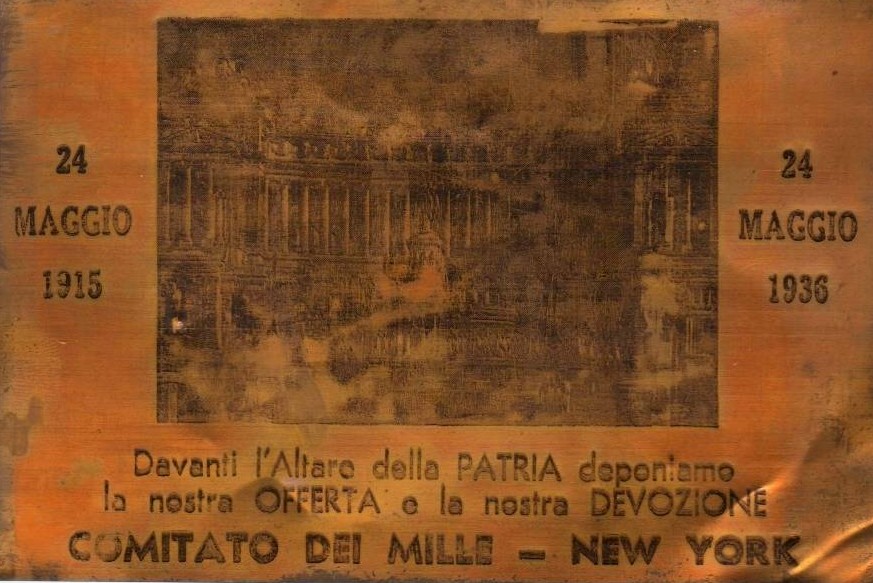 24
MAGGIO
1915
24
MAGGIO
1936
Davanti l'Altare della PATRIA deponiamo
la nostra OFFERTA e la nostra DEVOZIONE
COMITATO DEI MILLE – NEW YORK